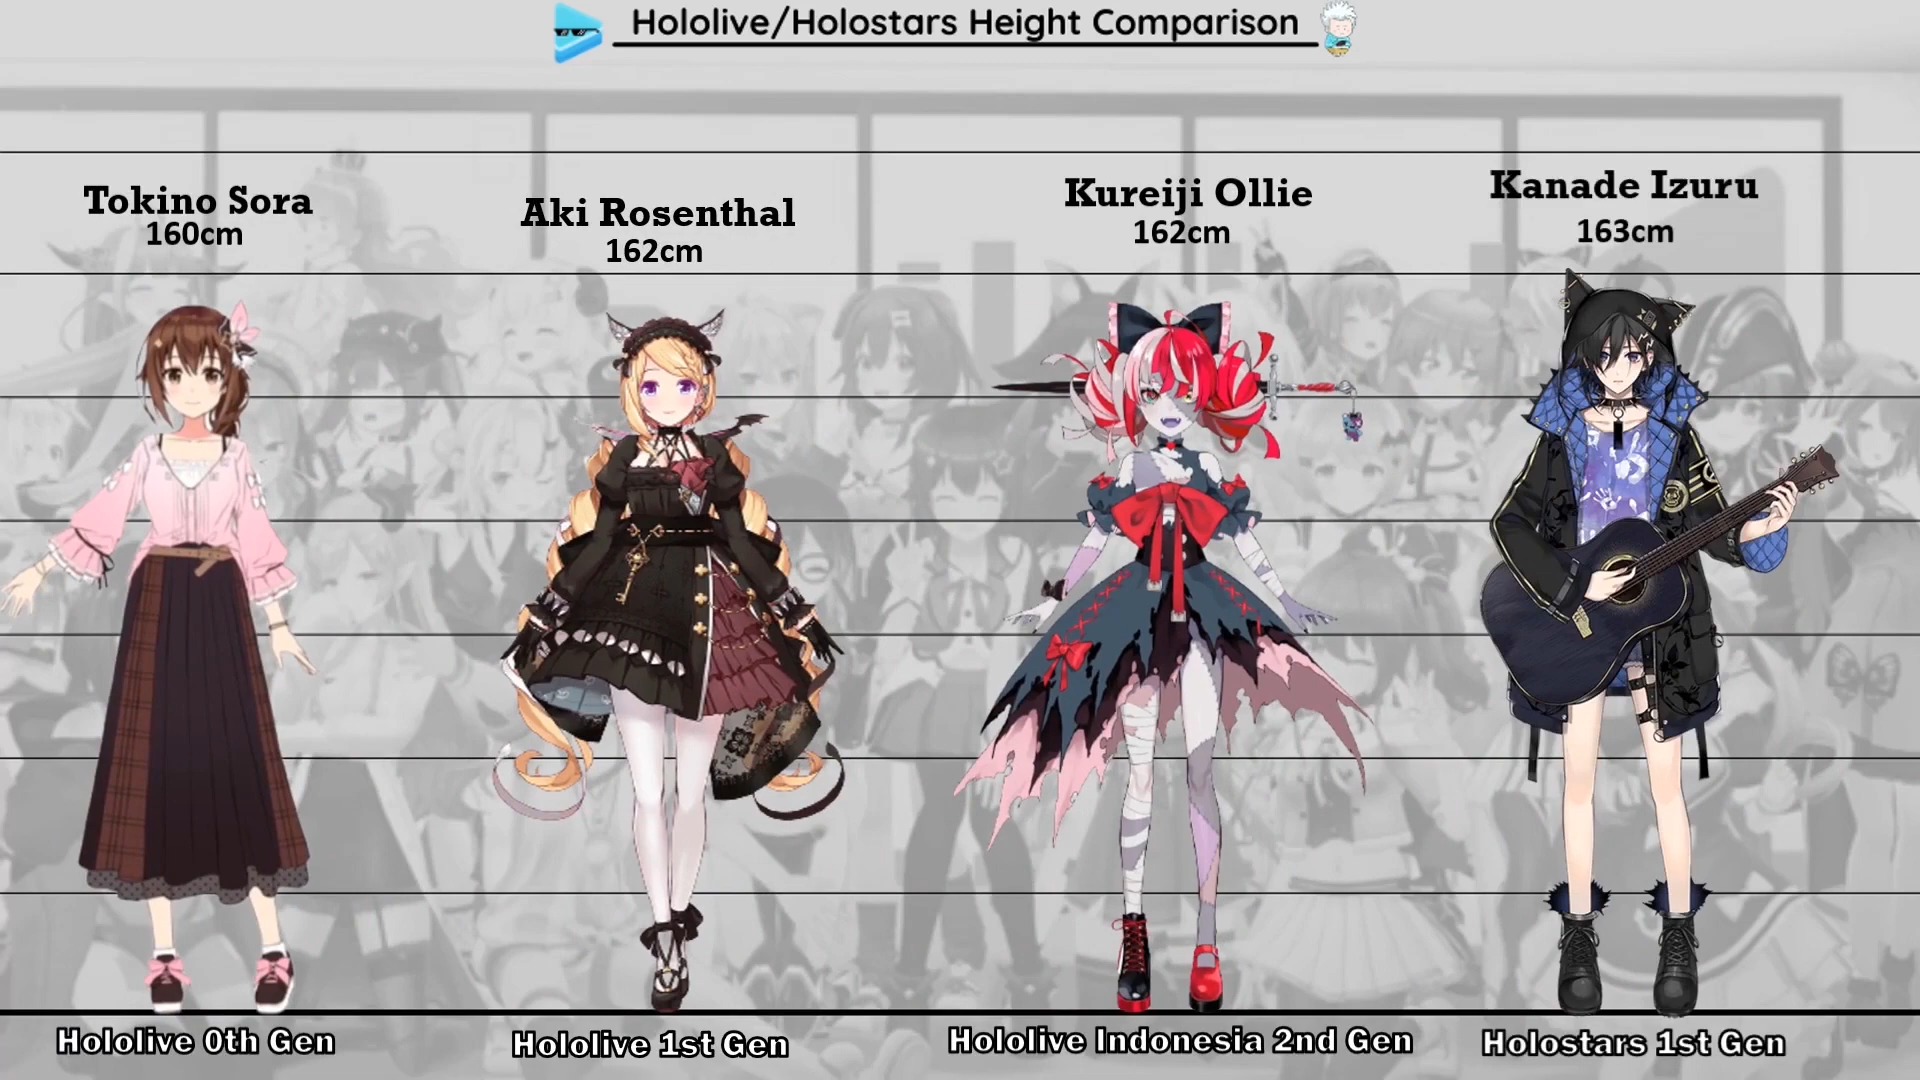 Hololive/Holostars Height Comparison
Tokino Sora
160cm
Aki Rosenthal
162cm
Kureiji Ollie
162cm
Kanade Izuru
163cm
Hololive 0th Gen
Hololive 1st Gen
Hololive Indonesia 2nd Gen
Holostars 1st Gen